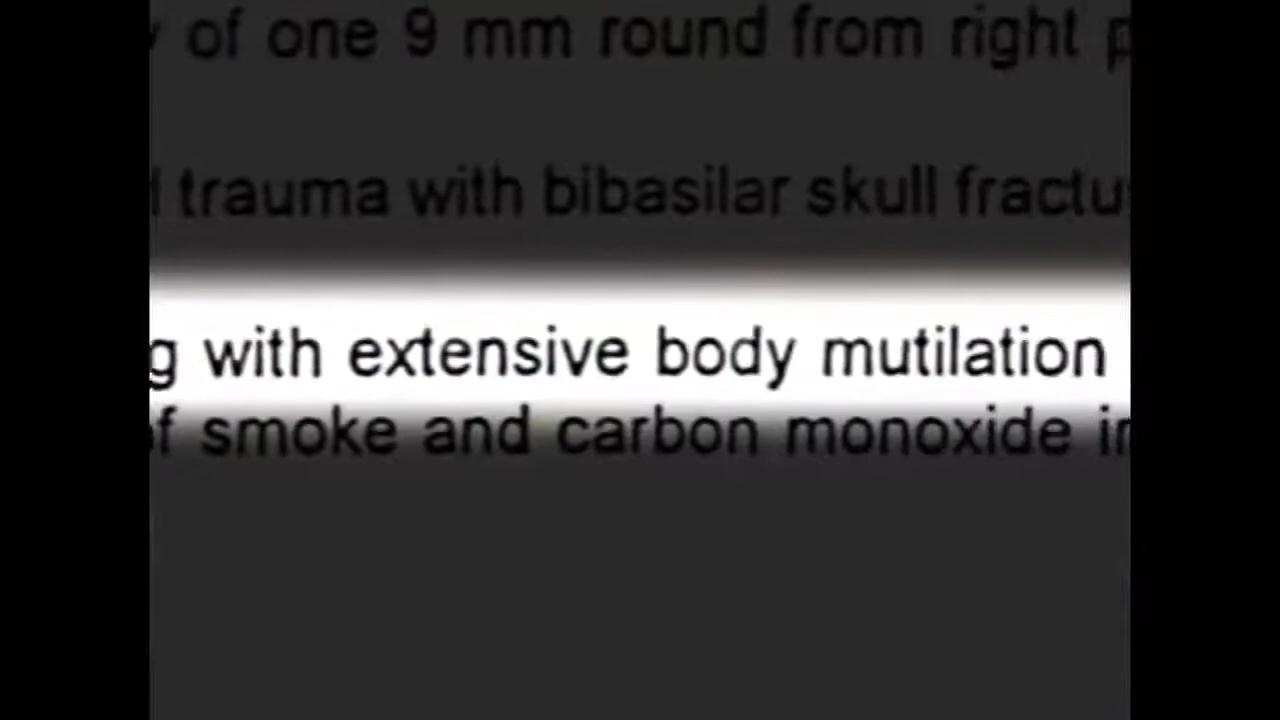 of one 9 mm round from right
trauma with bibasilar skull
with extensive body mutilation
smoke and carbon monoxide